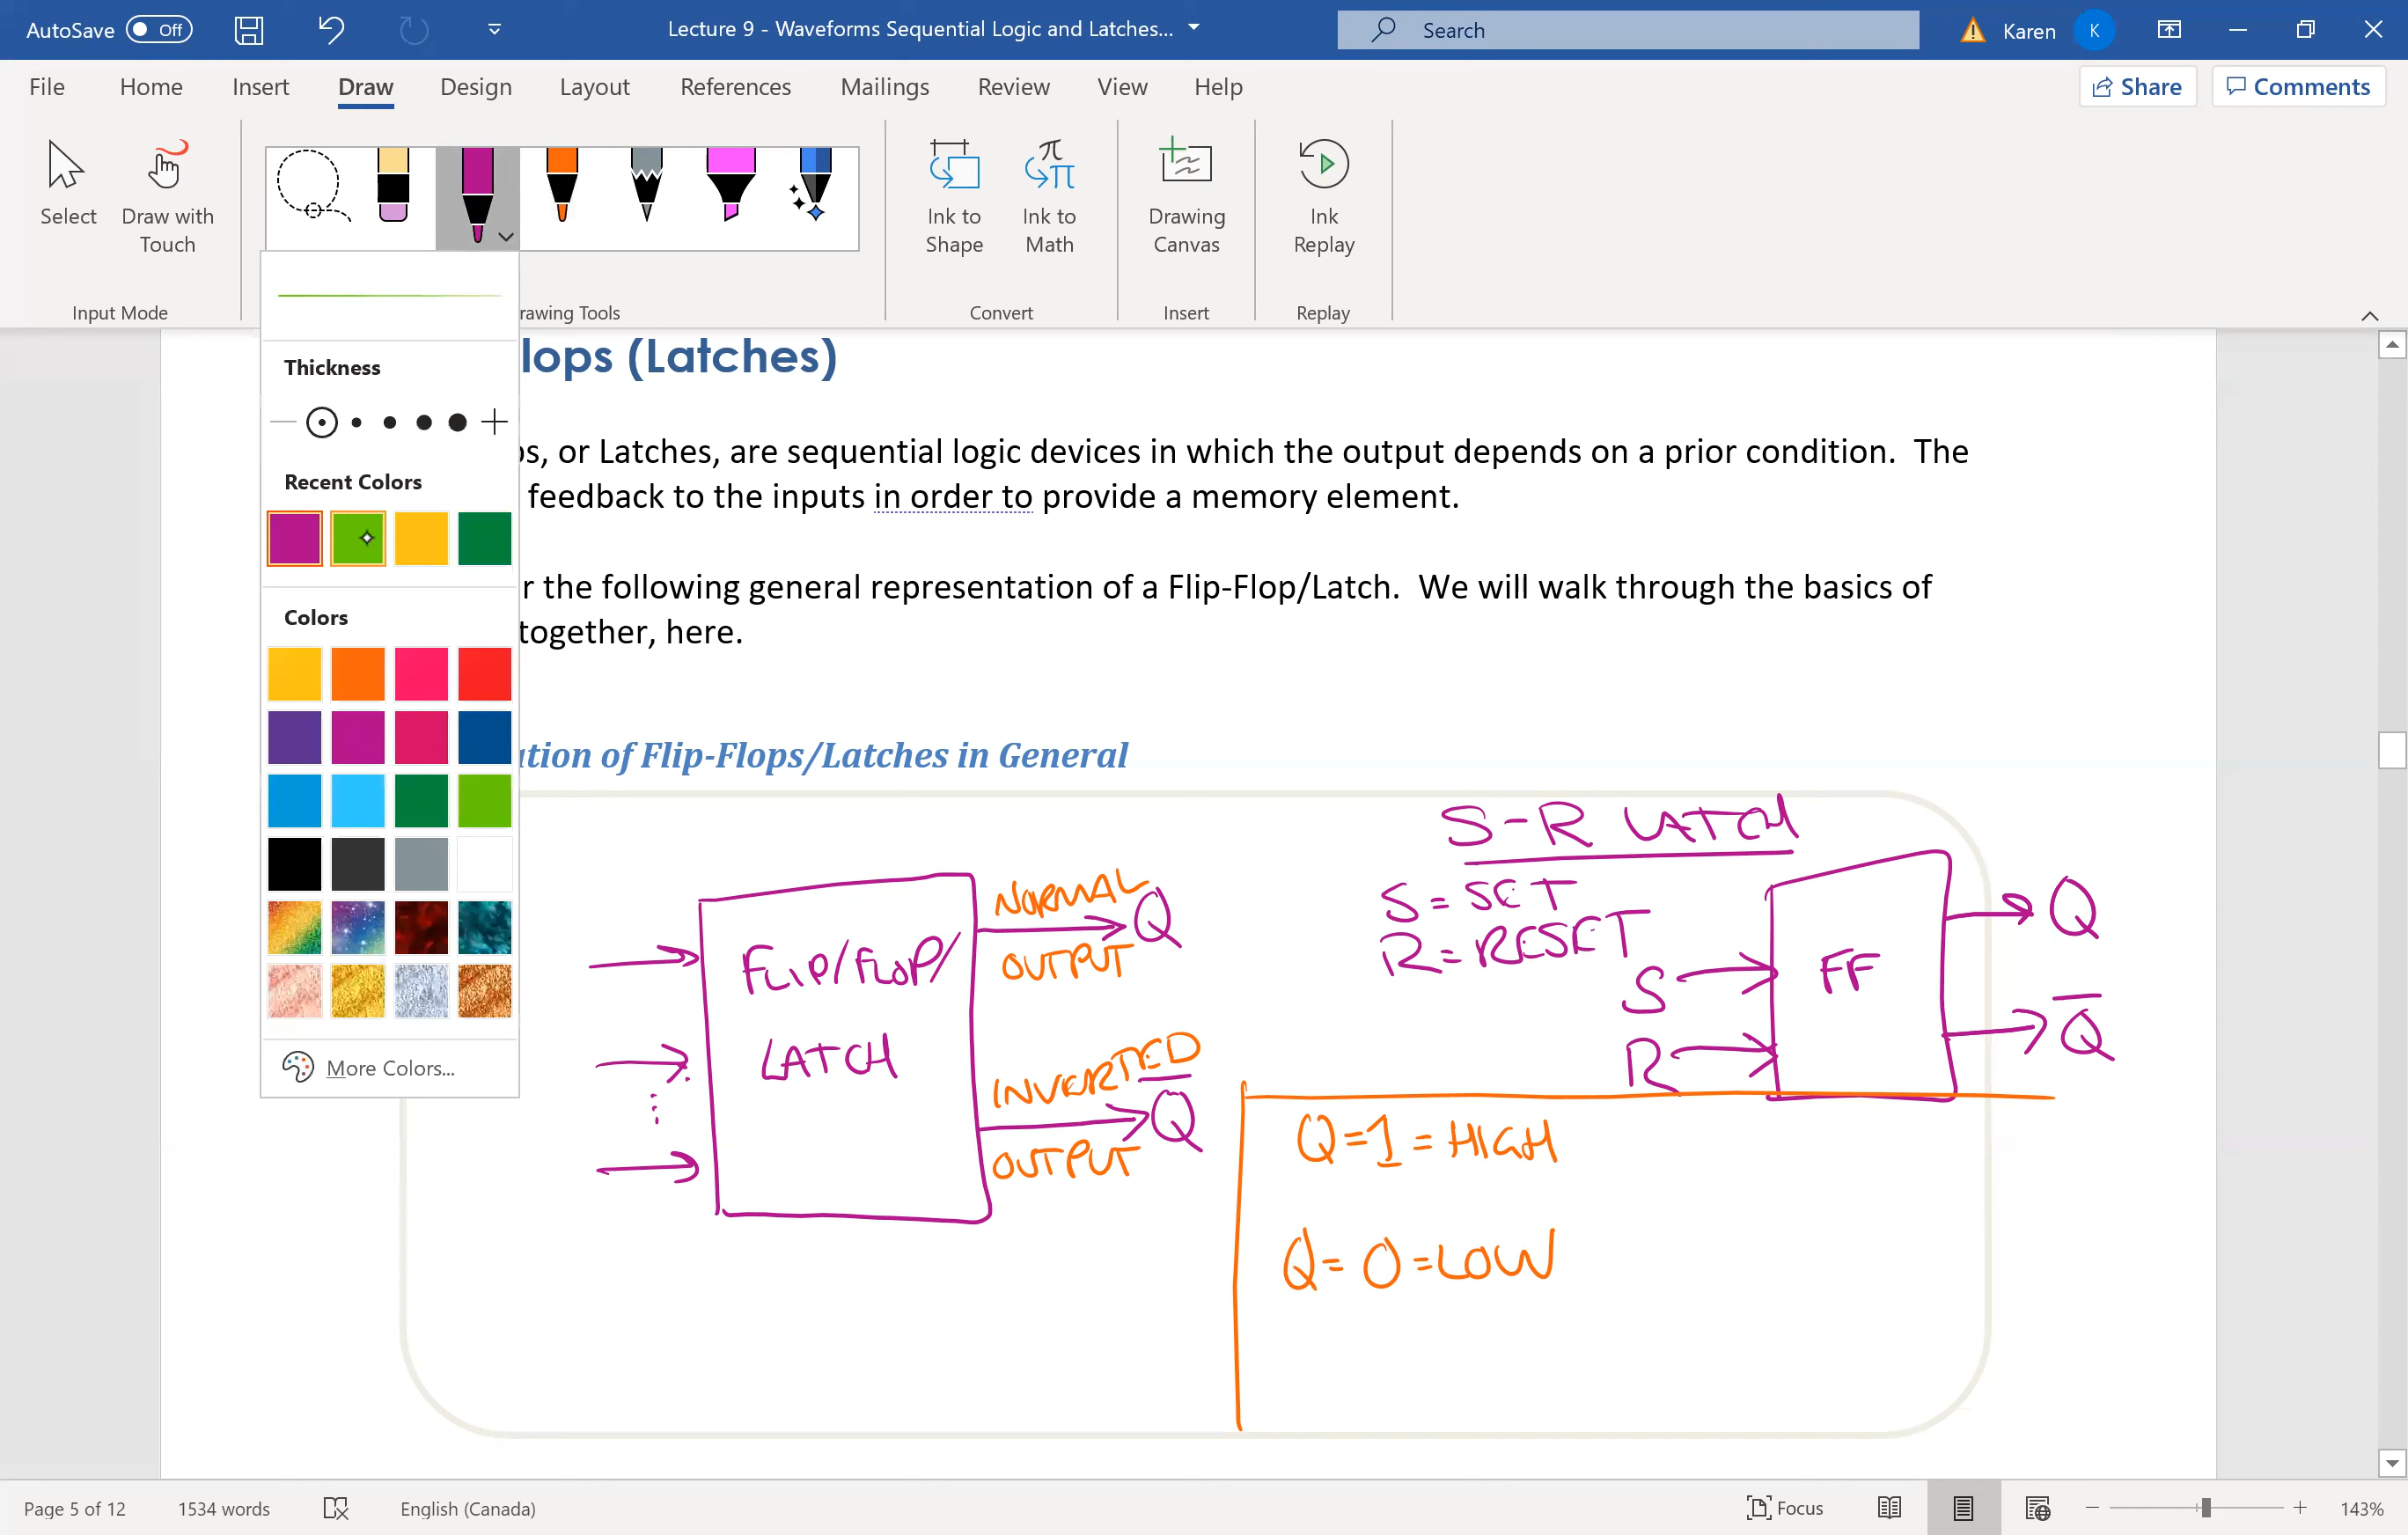 AutoSave Off
Lecture 9 - Waveforms Sequential Logic and Latches...
Search
Karen
K
File Home Insert Draw Design Layout References Mailings Review View Help
Share
Comments
Select
Draw with Touch
Ink to Shape
Ink to Math
Drawing Canvas
Ink Replay
Input Mode
rawing Tools
Convert
Insert
Replay
lops (Latches)
Thickness
os, or Latches, are sequential logic devices in which the output depends on a prior condition. The
feedback to the inputs in order to provide a memory element.
Recent Colors
r the following general representation of a Flip-Flop/Latch. We will walk through the basics of
together, here.
Colors
ation of Flip-Flops/Latches in General
More Colors...
S-R LATCH
S = SET
R = RESET
S
R
FF
Q
Q̅
FLIP/FLOP/
LATCH
NORMAL
OUTPUT
Q
INVERTED
OUTPUT
Q̅
Q=1 = HIGH
Q= 0 =LOW
Page 5 of 12
1534 words
English (Canada)
Focus
143%